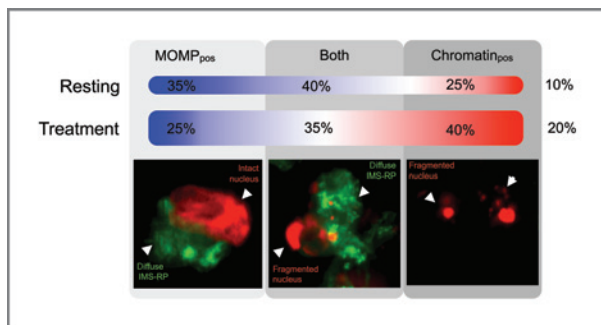 MOMPpos Both Chromatinpos
Resting 35% 40% 25% 10%
Treatment 25% 35% 40% 20%
Intact
nucleus
Diffuse
IMS-RP
Diffuse
IMS-RP
Fragmented
nucleus
Fragmented
nucleus